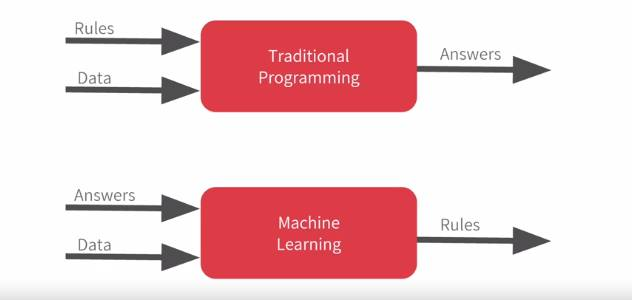 Rules
Data
Traditional
Programming
Answers
Answers
Data
Machine
Learning
Rules